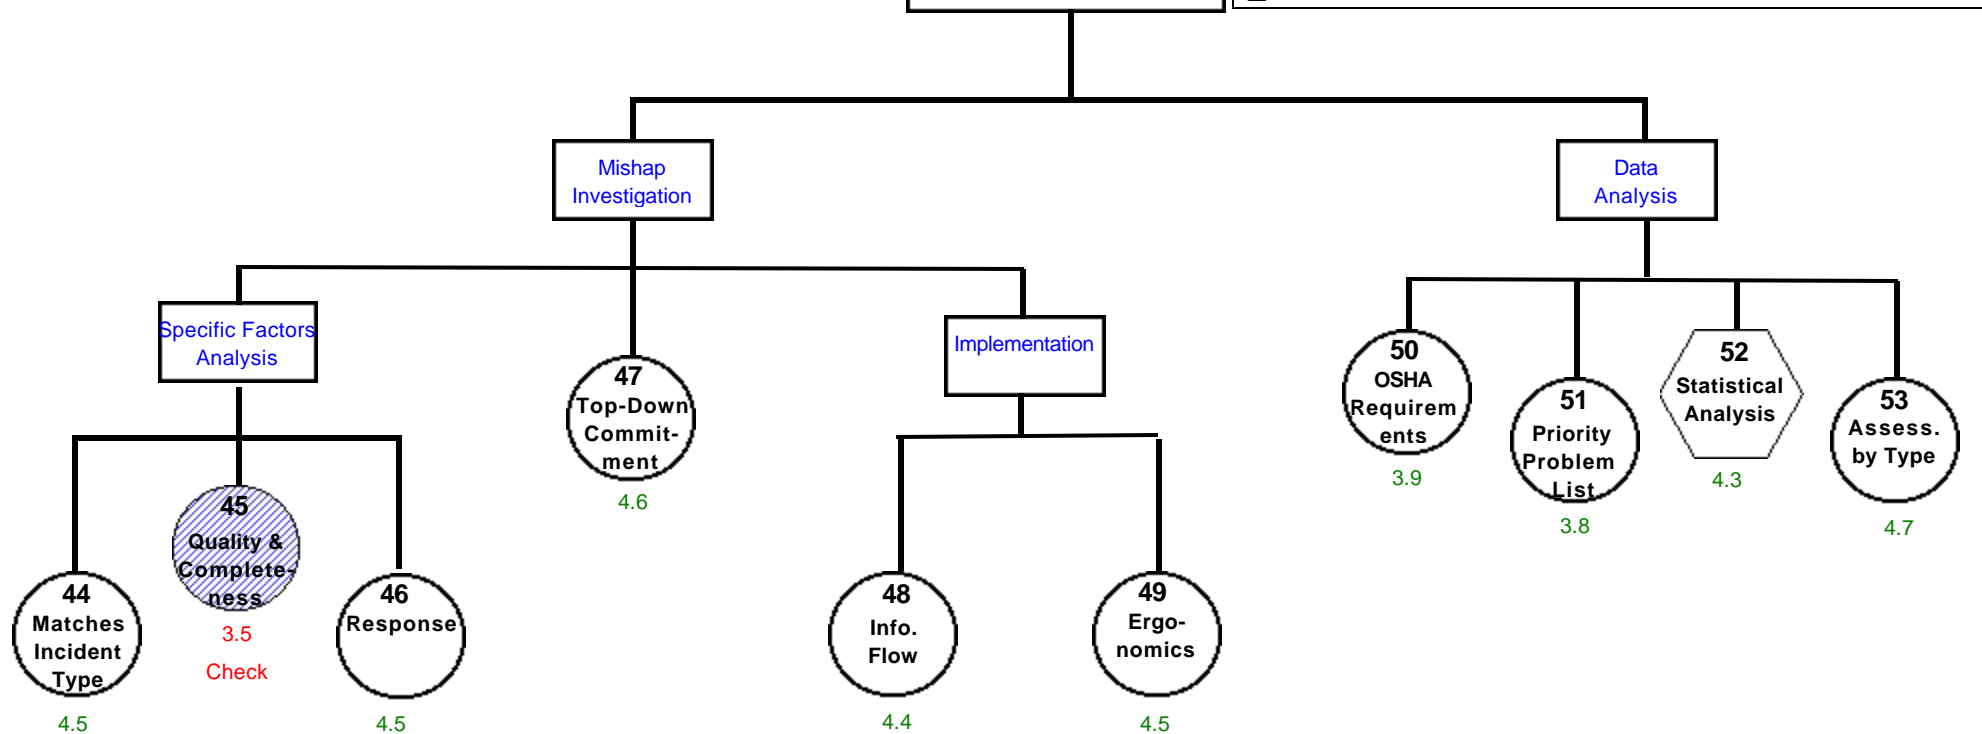 Mishap
Investigation
Data
Analysis
Specific Factors
Analysis
Implementation
47
Top-Down
Commit-
ment
4.6
50
OSHA
Requirem
ents
3.9
51
Priority
Problem
List
3.8
52
Statistical
Analysis
4.3
53
Assess.
by Type
4.7
44
Matches
Incident
Type
4.5
45
Quality &
Complete-
ness
3.5
Check
46
Response
4.5
48
Info.
Flow
4.4
49
Ergo-
nomics
4.5